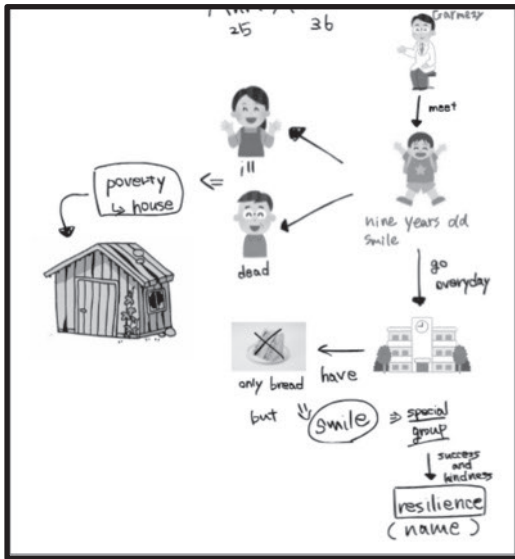 25 36
Garmezy
meet
ill
poverty
↳ house
dead
nine years old
smile
go
everyday
only bread have
but smile special
group
success
and
kindness
resilience
(name)